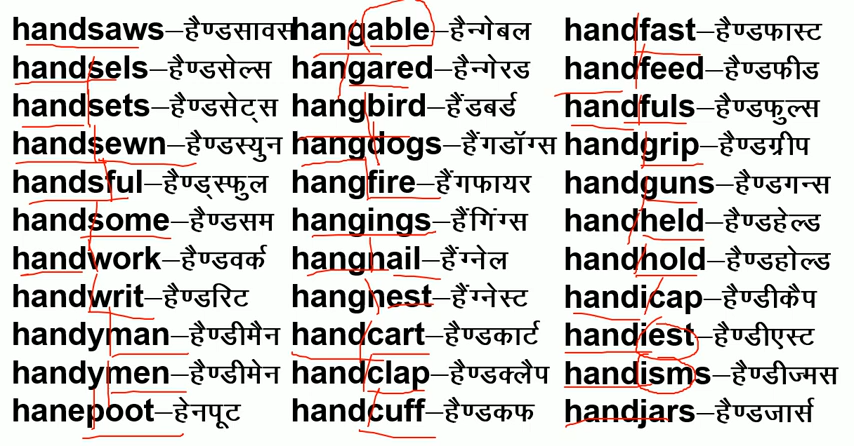 handsaws–हैण्डसावस
handsels–हैण्डसेल्स
handsets–हैण्डसेट्स
handsewn–हैण्डस्युन
handsful–हैण्ड्स्फुल
handsome–हैण्डसम
handwork–हैण्डवर्क
handwrit–हैण्डरिट
handyman–हैण्डीमैन
handymen–हैण्डीमेन
hanepoot–हेनपूट
hangable–हैन्गेबल
hangared–हैन्गेरड
hangbird–हैंडबर्ड
hangdogs–हैंगडॉग्स
hangfire–हैंगफायर
hangings–हैंगिंग्स
hangnail–हैंग्नेल
hangnest–हैंग्नेस्ट
handcart–हैण्डकार्ट
handclap–हैण्डक्लैप
handcuff–हैण्डकफ
handfast–हैण्डफास्ट
handfeed–हैण्डफीड
handfuls–हैण्डफुल्स
handgrip–हैण्डग्रीप
handguns–हैण्डगन्स
handheld–हैण्डहेल्ड
handhold–हैण्डहोल्ड
handicap–हैण्डीकैप
handiest–हैण्डीएस्ट
handisms–हैण्डीज्मस
handjars–हैण्डजार्स